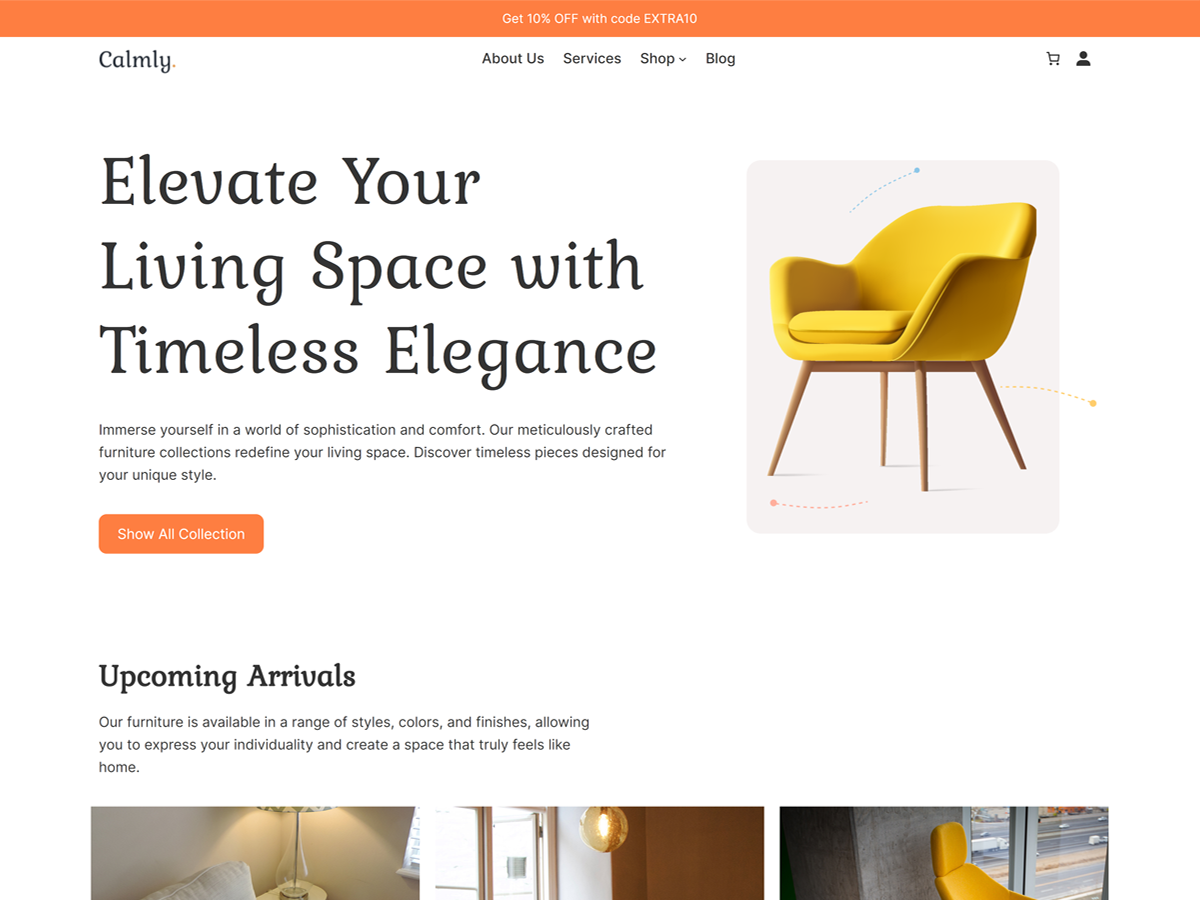 Get 10% OFF with code EXTRA10
Calmly.
About Us Services Shop Blog
Elevate Your
Living Space with
Timeless Elegance
Immerse yourself in a world of sophistication and comfort. Our meticulously crafted
furniture collections redefine your living space. Discover timeless pieces designed for
your unique style.
Show All Collection
Upcoming Arrivals
Our furniture is available in a range of styles, colors, and finishes, allowing
you to express your individuality and create a space that truly feels like
home.